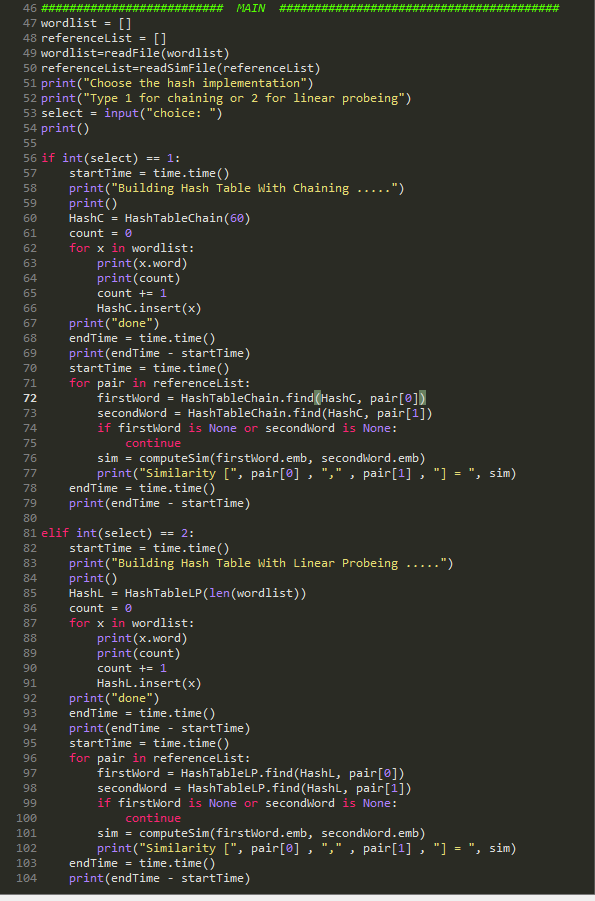 46 ########################## MAIN ########################################
47 wordlist = []
48 referenceList = []
49 wordlist=readFile(wordlist)
50 referenceList=readSimFile(referenceList)
51 print("Choose the hash implementation")
52 print("Type 1 for chaining or 2 for linear probeing")
53 select = input("choice: ")
54 print()
55
56 if int(select) == 1:
57     startTime = time.time()
58     print("Building Hash Table With Chaining .....")
59     print()
60     HashC = HashTableChain(60)
61     count = 0
62     for x in wordlist:
63         print(x.word)
64         print(count)
65         count += 1
66         HashC.insert(x)
67     print("done")
68     endTime = time.time()
69     print(endTime - startTime)
70     startTime = time.time()
71     for pair in referenceList:
72         firstWord = HashTableChain.find(HashC, pair[0])
73         secondWord = HashTableChain.find(HashC, pair[1])
74         if firstWord is None or secondWord is None:
75             continue
76         sim = computeSim(firstWord.emb, secondWord.emb)
77         print("Similarity [", pair[0] , "," , pair[1] , "] = ", sim)
78     endTime = time.time()
79     print(endTime - startTime)
80
81 elif int(select) == 2:
82     startTime = time.time()
83     print("Building Hash Table With Linear Probeing .....")
84     print()
85     HashL = HashTableLP(len(wordlist))
86     count = 0
87     for x in wordlist:
88         print(x.word)
89         print(count)
90         count += 1
91         HashL.insert(x)
92     print("done")
93     endTime = time.time()
94     print(endTime - startTime)
95     startTime = time.time()
96     for pair in referenceList:
97         firstWord = HashTableLP.find(HashL, pair[0])
98         secondWord = HashTableLP.find(HashL, pair[1])
99         if firstWord is None or secondWord is None:
100             continue
101         sim = computeSim(firstWord.emb, secondWord.emb)
102         print("Similarity [", pair[0] , "," , pair[1] , "] = ", sim)
103     endTime = time.time()
104     print(endTime - startTime)